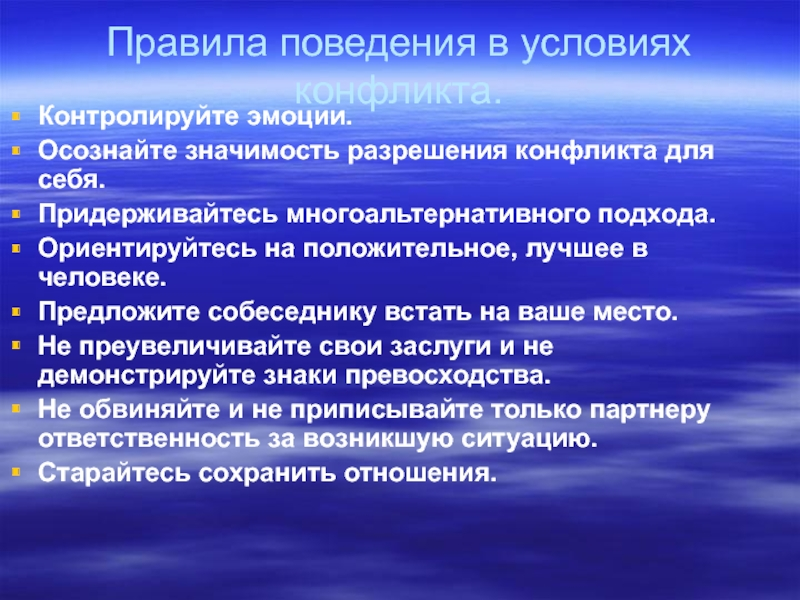 Правила поведения в условиях
конфликта.
Контролируйте эмоции.
Осознайте значимость разрешения конфликта для
себя.
Придерживайтесь многоальтернативного подхода.
Ориентируйтесь на положительное, лучшее в
человеке.
Предложите собеседнику встать на ваше место.
Не преувеличивайте свои заслуги и не
демонстрируйте знаки превосходства.
Не обвиняйте и не приписывайте только партнеру
ответственность за возникшую ситуацию.
Старайтесь сохранить отношения.